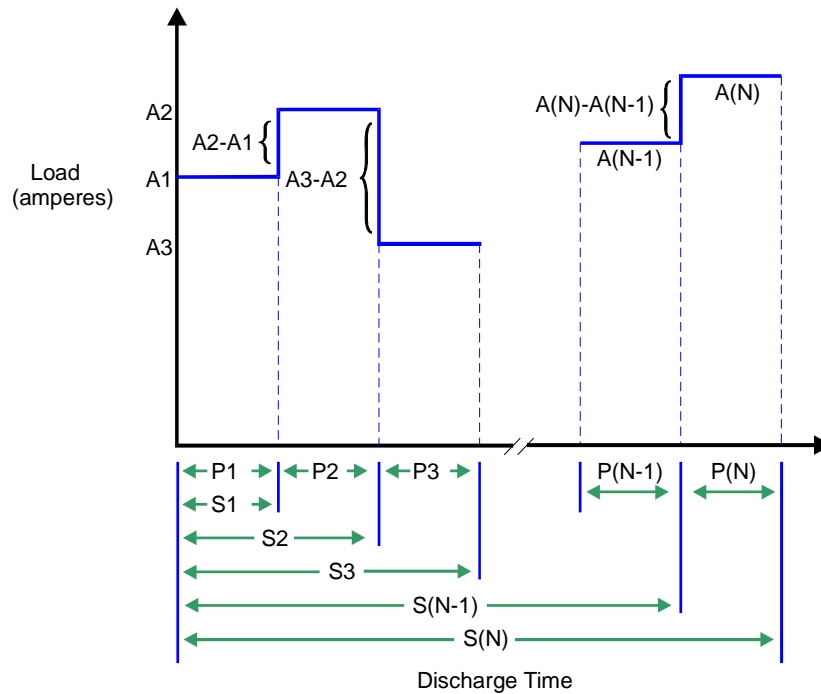 A2
A2-A1
A(N)-A(N-1)
A(N)
A(N-1)
Load
(amperes)
A1
A3-A2
A3
P1
P2
P3
P(N-1)
P(N)
S1
S2
S3
S(N-1)
S(N)
Discharge Time